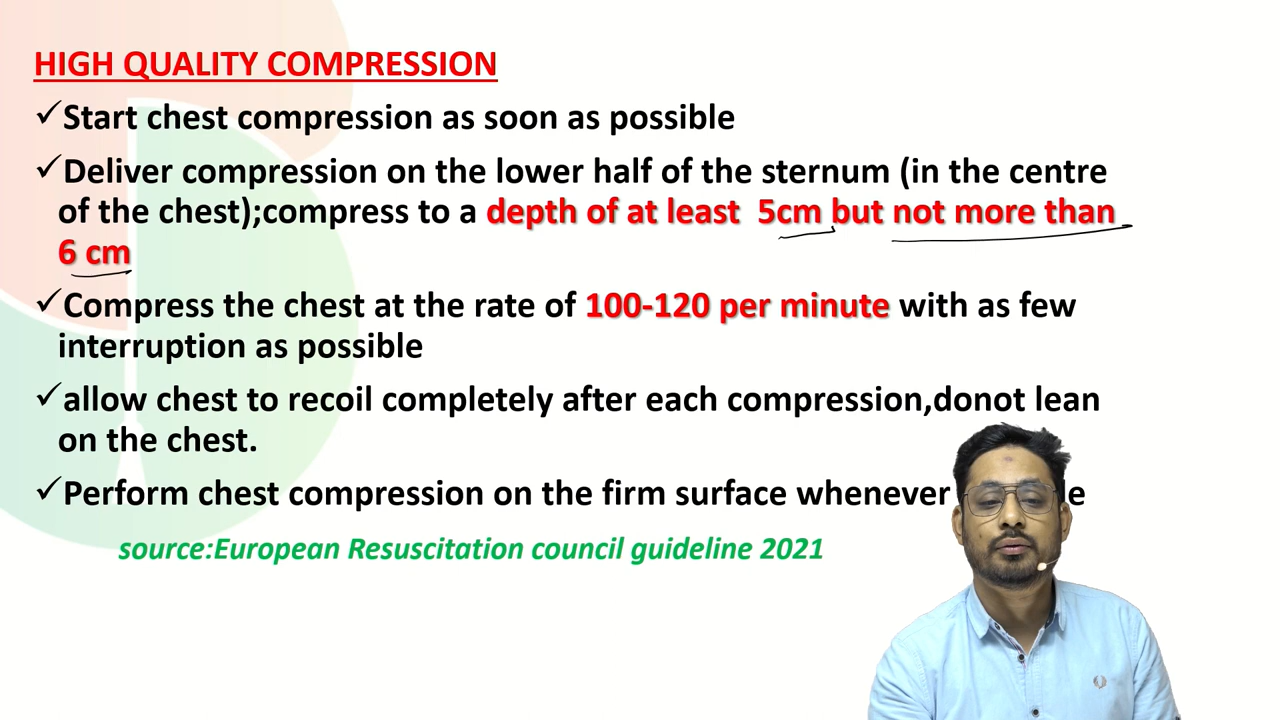 HIGH QUALITY COMPRESSION
✓Start chest compression as soon as possible
✓Deliver compression on the lower half of the sternum (in the centre
of the chest);compress to a depth of at least 5cm but not more than
6 cm
✓Compress the chest at the rate of 100-120 per minute with as few
interruption as possible
✓allow chest to recoil completely after each compression,donot lean
on the chest.
✓Perform chest compression on the firm surface whenever
source:European Resuscitation council guideline 2021